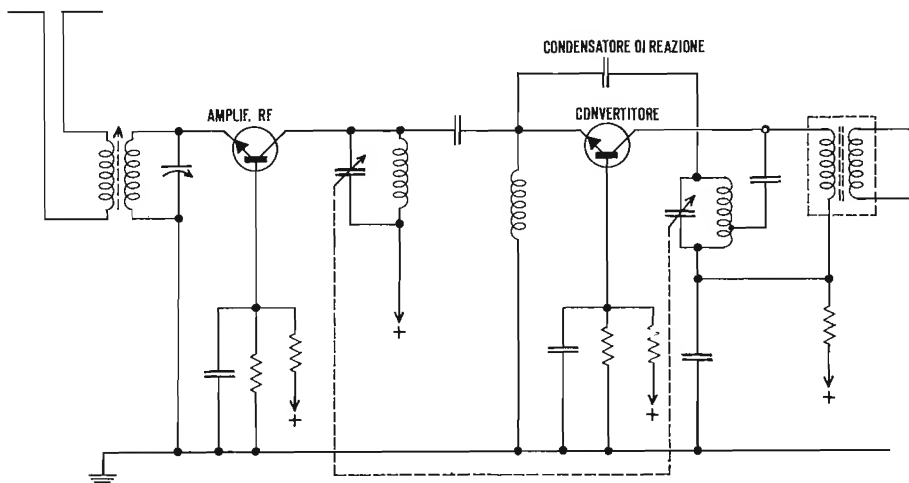 CONDENSATORE DI REAZIONE
AMPLIF. RF
CONVERTITORE
+
+
+
+